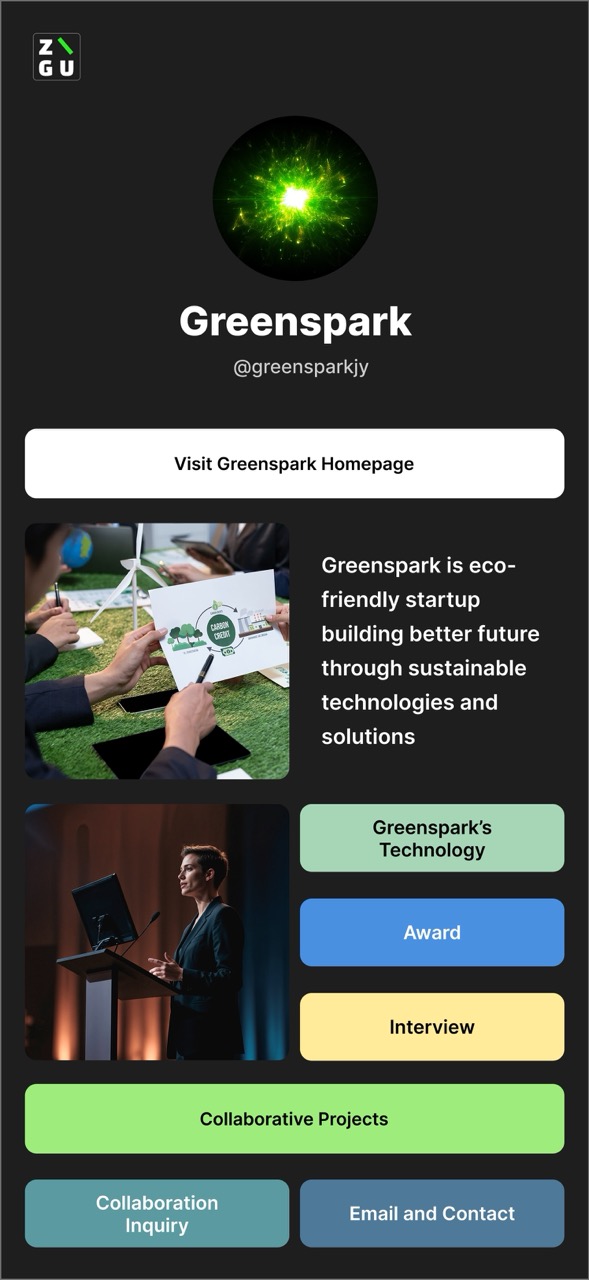 Z
G U
Greenspark
@greensparkjy
Visit Greenspark Homepage
CARBON
CREDIT
Greenspark is eco-
friendly startup
building better future
through sustainable
technologies and
solutions
Greenspark’s
Technology
Award
Interview
Collaborative Projects
Collaboration
Inquiry
Email and Contact